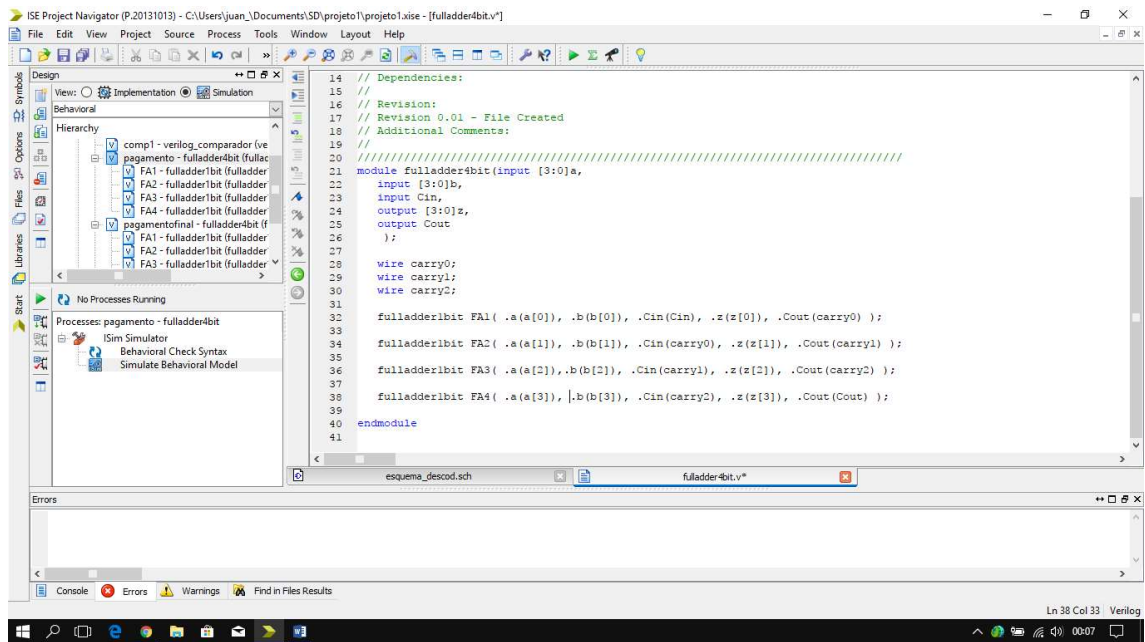 ISE Project Navigator (P.20131013) - C:\Users\juan_\Documents\SD\projeto1\projeto1.xise - [fulladder4bit.v*]
File Edit View Project Source Process Tools Window Layout Help
Design
View: Implementation Simulation
Behavioral
Hierarchy
comp1 - verilog_comparador (ve
pagamento - fulladder4bit (fullad
FA1 - fulladder1bit (fulladder
FA2 - fulladder1bit (fulladder
FA3 - fulladder1bit (fulladder
FA4 - fulladder1bit (fulladder
pagamentofinal - fulladder4bit (f
FA1 - fulladder1bit (fulladder
FA2 - fulladder1bit (fulladder
FA3 - fulladder1bit (fulladder
No Processes Running
Processes: pagamento - fulladder4bit
ISim Simulator
Behavioral Check Syntax
Simulate Behavioral Model
Symbols
Options
Files
Libraries
Start
14 // Dependencies:
15 //
16 // Revision:
17 // Revision 0.01 - File Created
18 // Additional Comments:
19 //
20 //////////////////////////////////////////////////////////////////////////////////
21 module fulladder4bit(input [3:0]a,
22 input [3:0]b,
23 input Cin,
24 output [3:0]z,
25 output Cout
26 );
27
28 wire carry0;
29 wire carry1;
30 wire carry2;
31
32 fulladder1bit FA1( .a(a[0]), .b(b[0]), .Cin(Cin), .z(z[0]), .Cout(carry0) );
33
34 fulladder1bit FA2( .a(a[1]), .b(b[1]), .Cin(carry0), .z(z[1]), .Cout(carry1) );
35
36 fulladder1bit FA3( .a(a[2]),.b(b[2]), .Cin(carry1), .z(z[2]), .Cout(carry2) );
37
38 fulladder1bit FA4( .a(a[3]), .b(b[3]), .Cin(carry2), .z(z[3]), .Cout(Cout) );
39
40 endmodule
41
esquema_descod.sch fulladder4bit.v*
Errors
Console Errors Warnings Find in Files Results
Ln 38 Col 33 Verilog
00:07